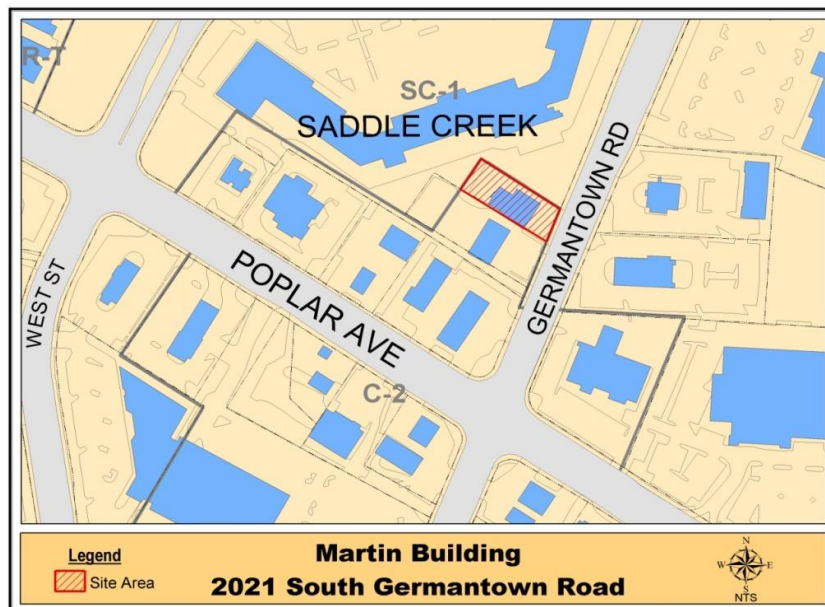 R-T
SC-1
SADDLE CREEK
GERMANTOWN RD
POPLAR AVE
WEST ST
C-2
Legend
Site Area
Martin Building
2021 South Germantown Road
N
W E
S
NTS